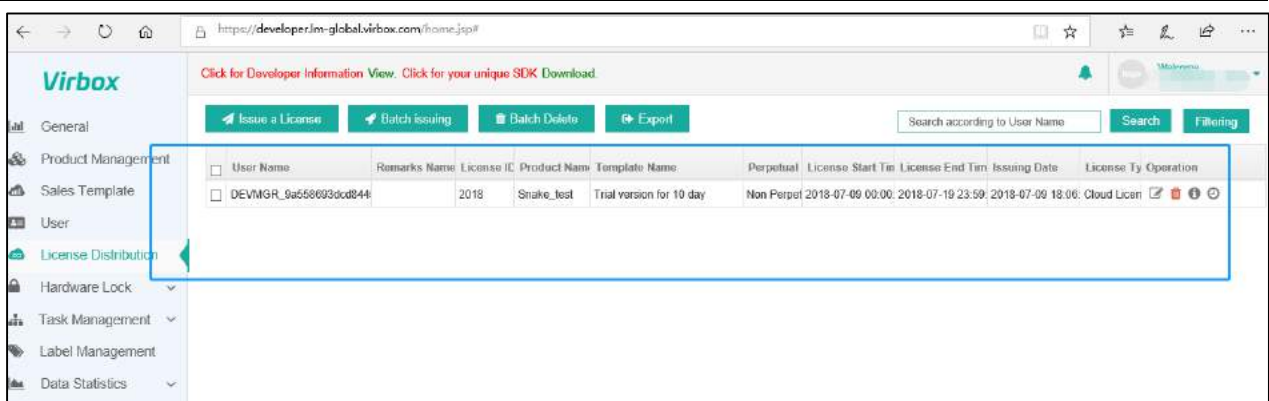 https://developer.lm-global.virbox.com/home.jsp#
Virbox
Click for Developer Information View. Click for your unique SDK Download.
Issue a License
Batch issuing
Batch Delete
Export
Search according to User Name
Search
Filtering
General
Product Management
Sales Template
User
License Distribution
Hardware Lock
Task Management
Label Management
Data Statistics
User Name Remarks Name License ID Product Nam Template Name Perpetual License Start Tim License End Tim Issuing Date License Ty Operation
DEVMGR_9a558693dcd844 2018 Snake_test Trial version for 10 day Non Perpet 2018-07-09 00:00: 2018-07-19 23:59: 2018-07-09 18:06: Cloud Licen